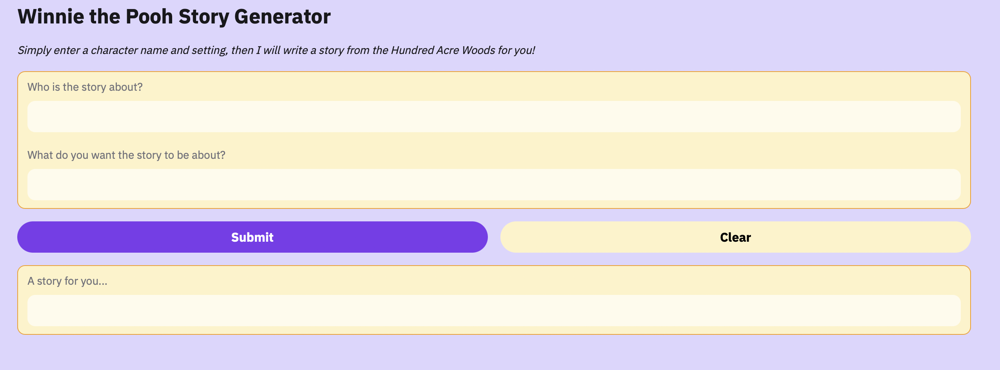 Winnie the Pooh Story Generator
Simply enter a character name and setting, then I will write a story from the Hundred Acre Woods for you!
Who is the story about?
What do you want the story to be about?
Submit
Clear
A story for you...